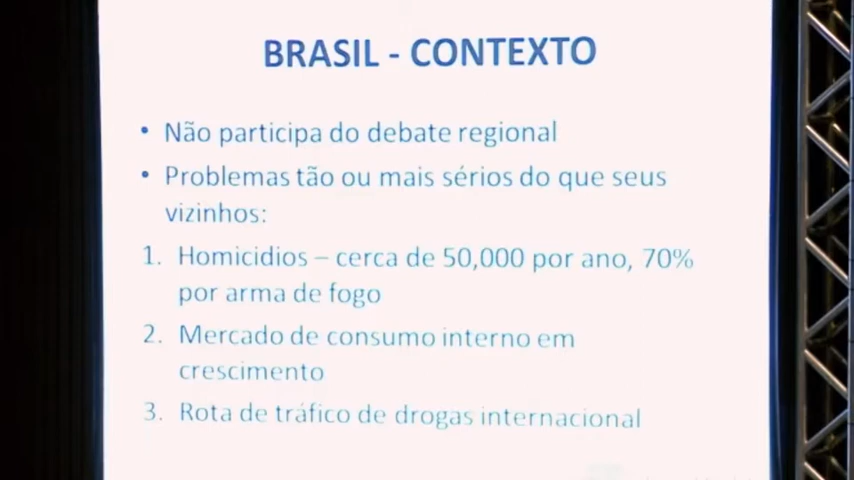 BRASIL - CONTEXTO
• Não participa do debate regional
• Problemas tão ou mais sérios do que seus
vizinhos:
1. Homicidios – cerca de 50,000 por ano, 70%
por arma de fogo
2. Mercado de consumo interno em
crescimento
3. Rota de tráfico de drogas internacional